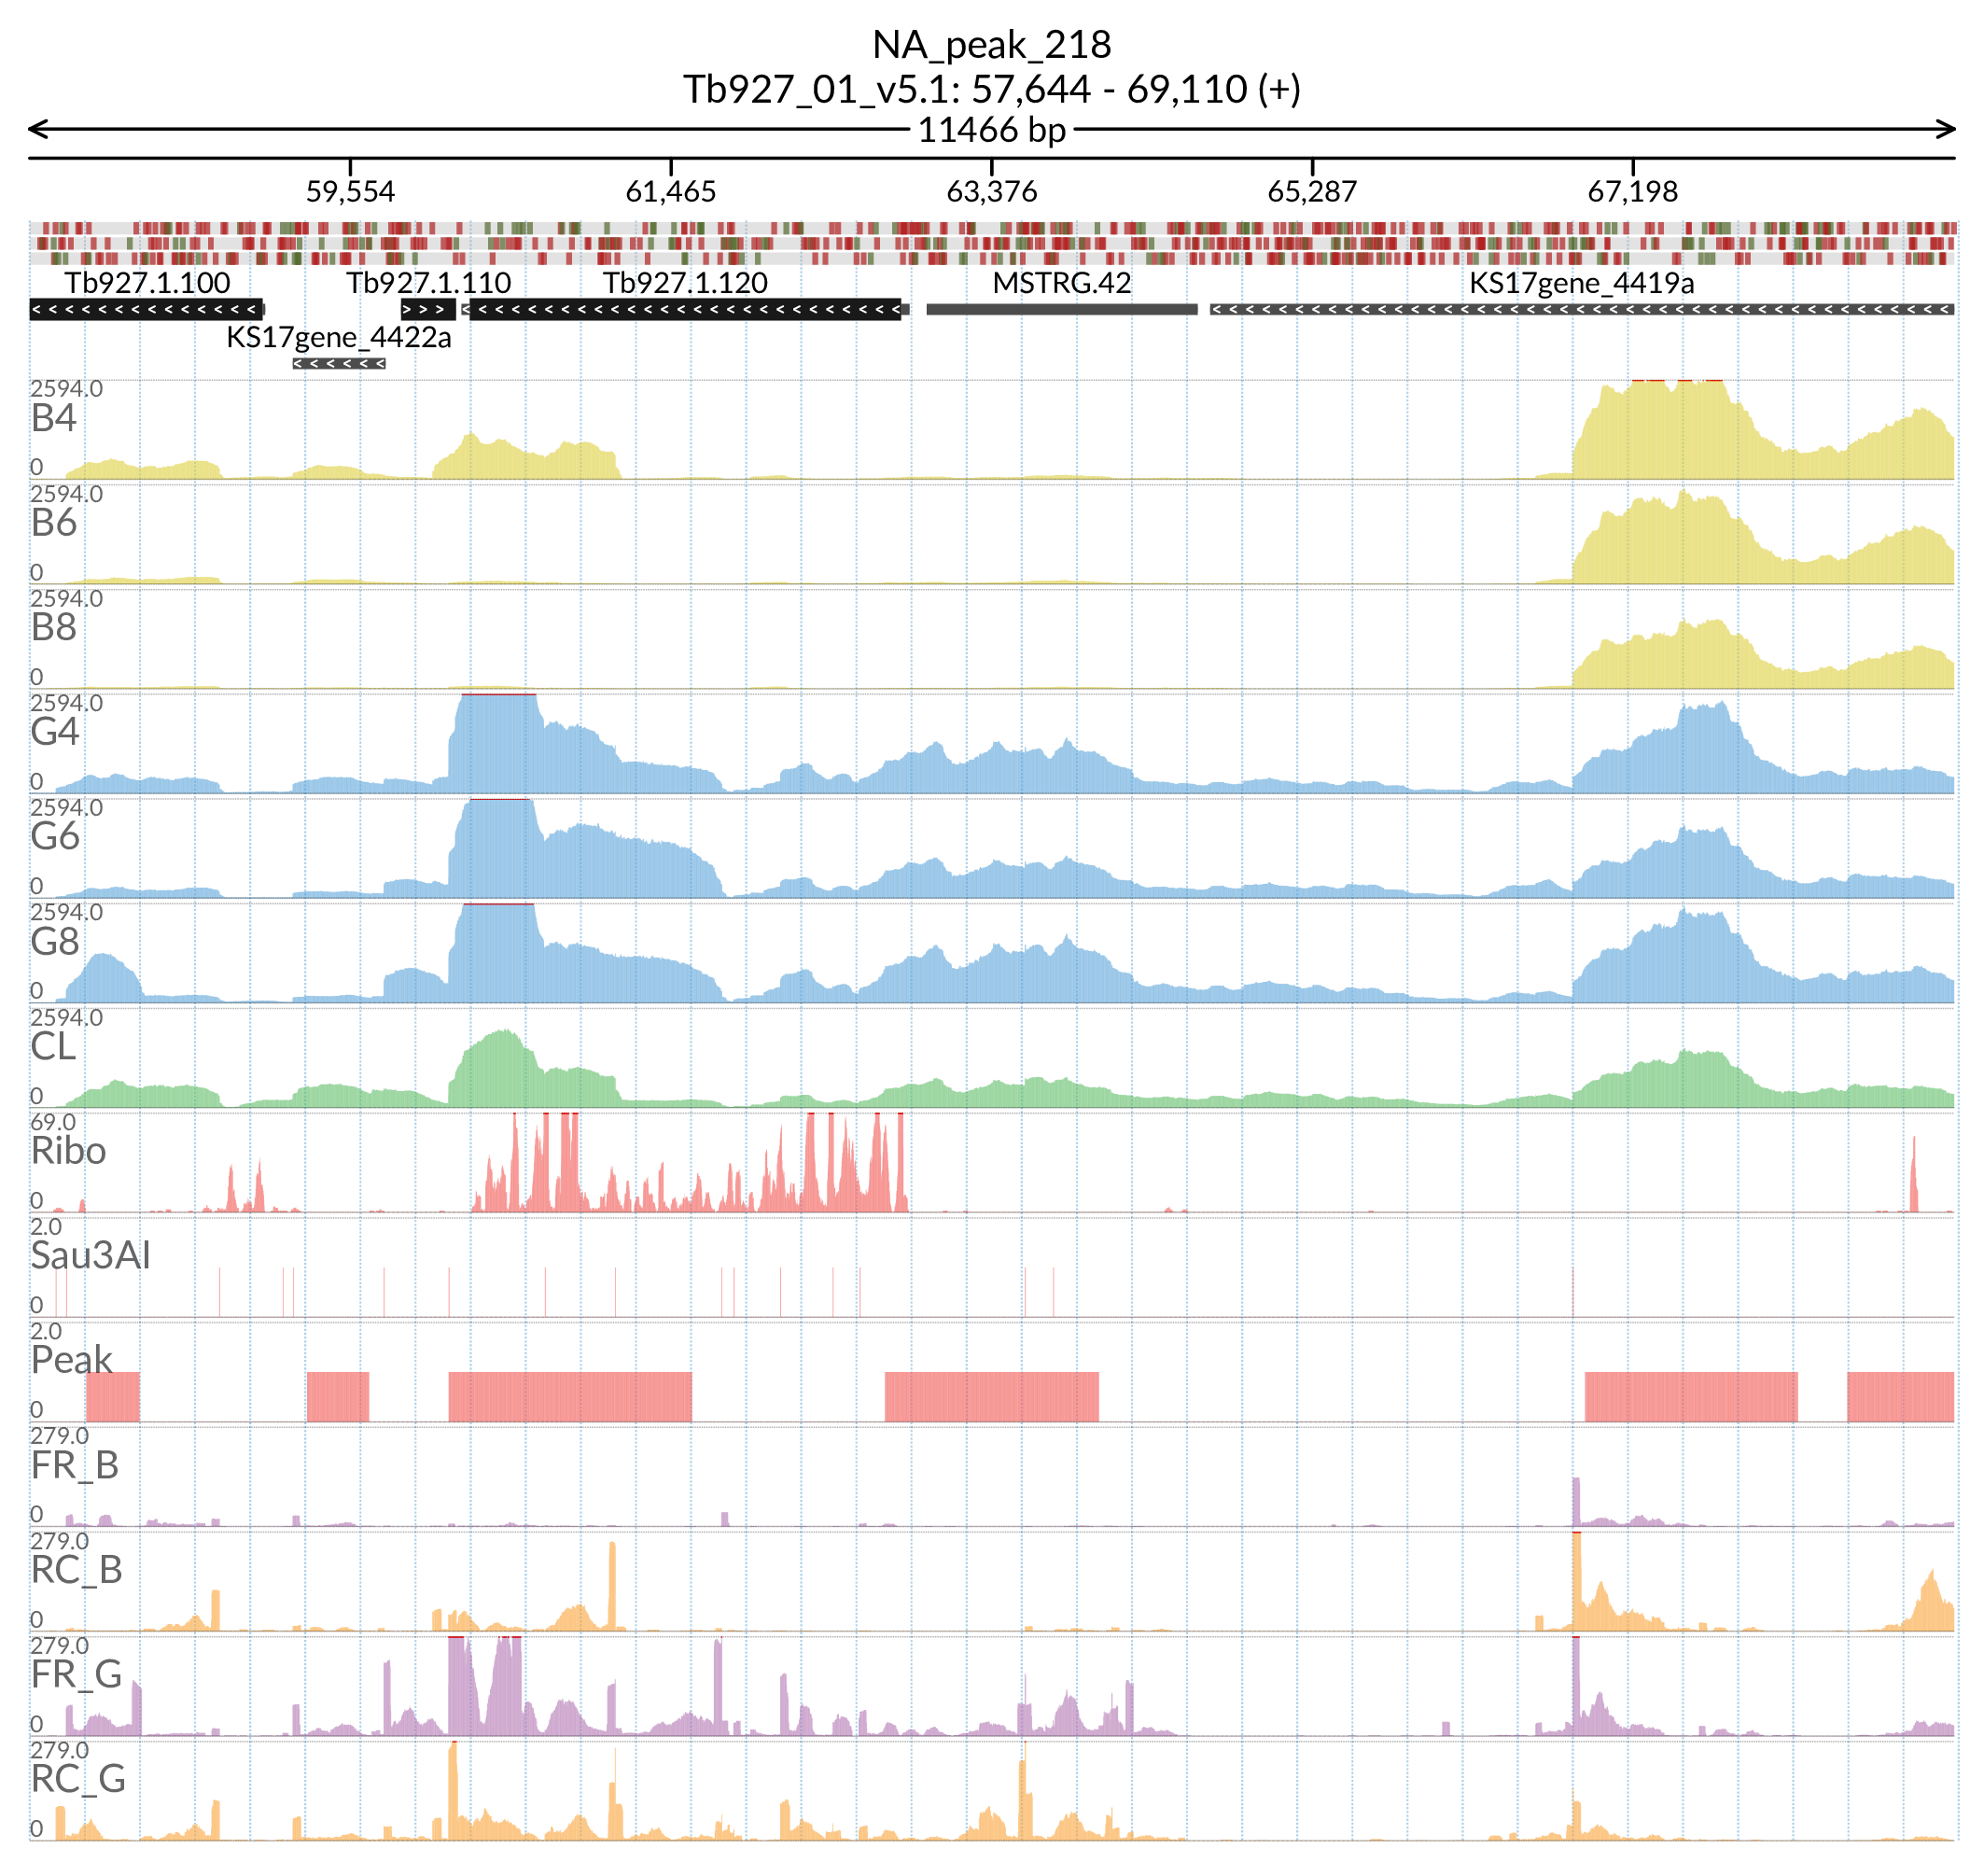 NA_peak_218
Tb927_01_v5.1: 57,644 - 69,110 (+)
11466 bp
59,554 61,465 63,376 65,287 67,198
Tb927.1.100 Tb927.1.110 Tb927.1.120 MSTRG.42 KS17gene_4419a
KS17gene_4422a
2594.0
B4
0
2594.0
B6
0
2594.0
B8
0
2594.0
G4
0
2594.0
G6
0
2594.0
G8
0
2594.0
CL
0
69.0
Ribo
0
2.0
Sau3AI
0
2.0
Peak
0
279.0
FR_B
0
279.0
RC_B
0
279.0
FR_G
0
279.0
RC_G
0